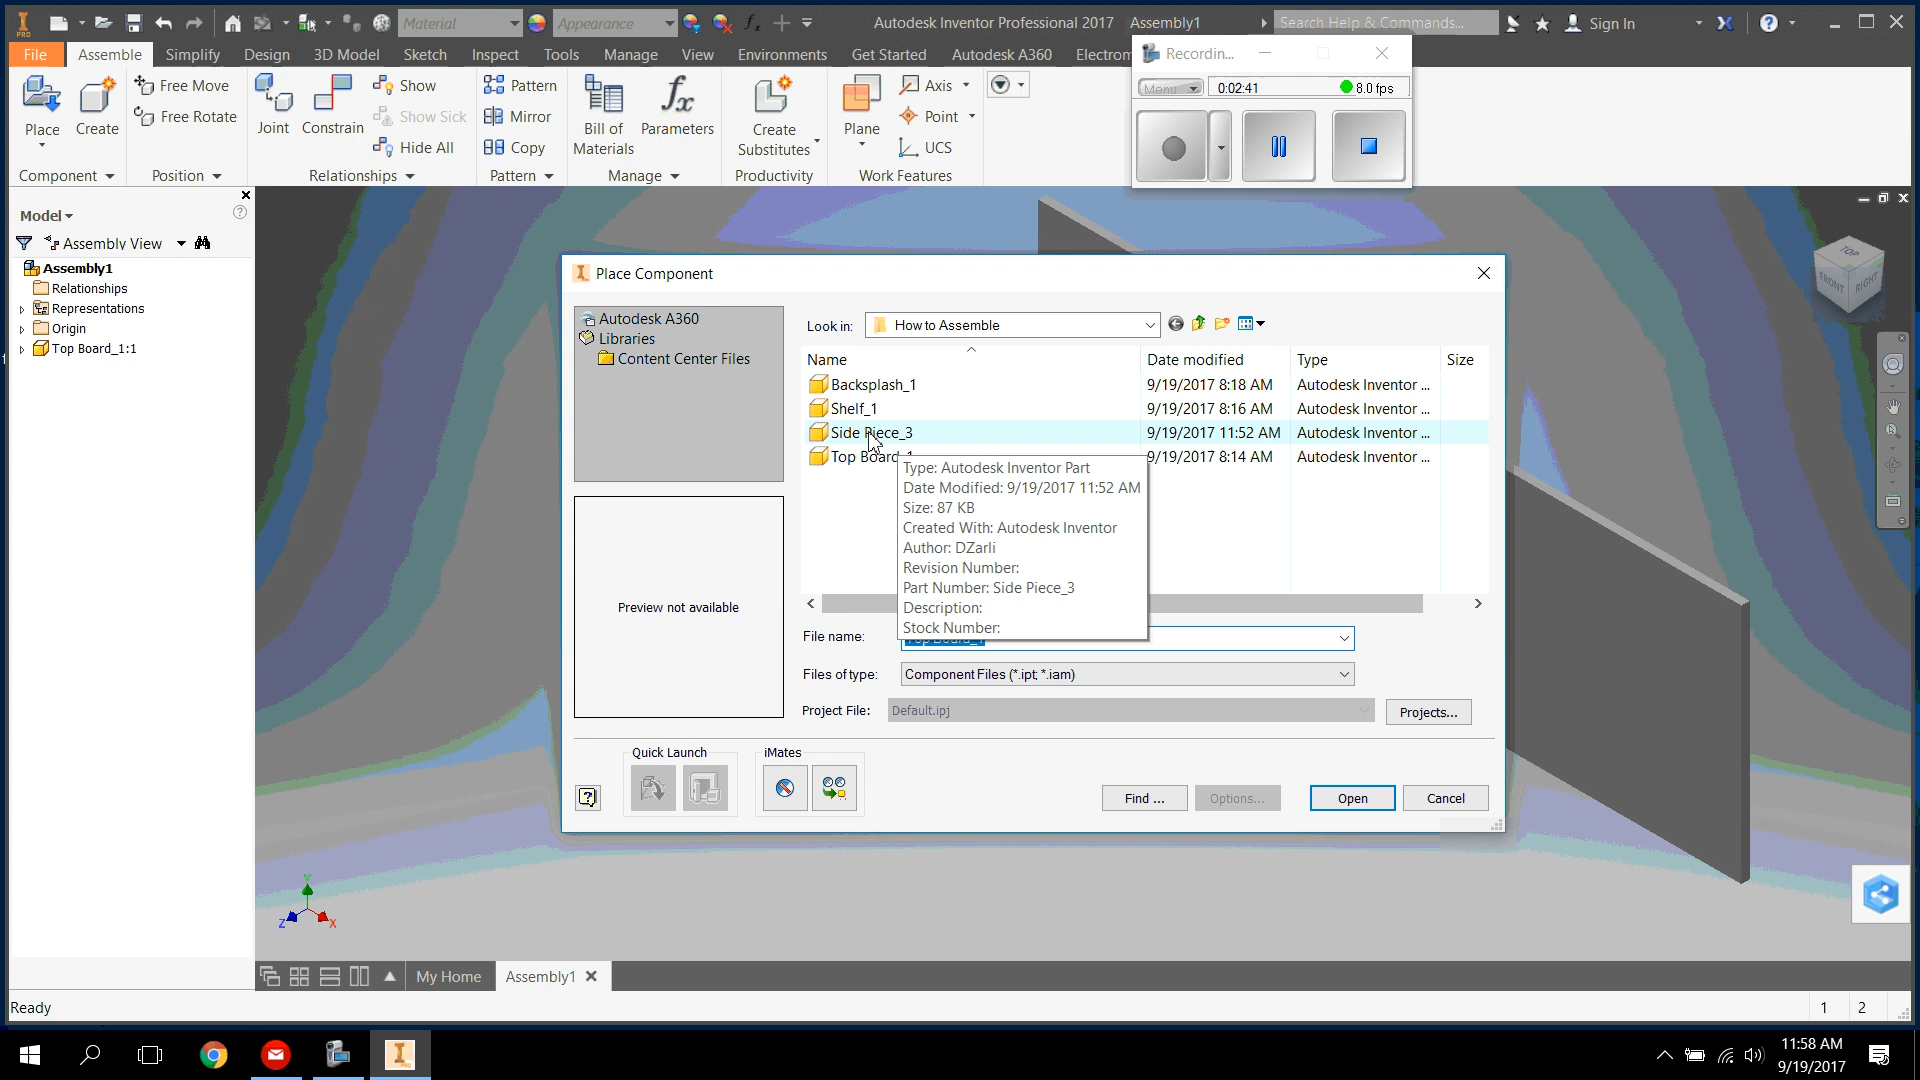 Material
Appearance
Autodesk Inventor Professional 2017 Assembly1
Search Help & Commands...
Sign In
File Assemble Simplify Design 3D Model Sketch Inspect Tools Manage View Environments Get Started Autodesk A360 Electrom
Recordin...
Menu 0:02:41 8.0 fps
Place
Create
Free Move
Free Rotate
Joint
Constrain
Show
Show Sick
Hide All
Pattern
Mirror
Copy
Bill of
Materials
Parameters
Create
Substitutes
Plane
Axis
Point
UCS
Component Position Relationships Pattern Manage Productivity Work Features
Model
Assembly View
Assembly1
Relationships
Representations
Origin
Top Board_1:1
TOP
FRONT
RIGHT
Place Component
Autodesk A360
Libraries
Content Center Files
Look in: How to Assemble
Name Date modified Type Size
Backsplash_1 9/19/2017 8:18 AM Autodesk Inventor ...
Shelf_1 9/19/2017 8:16 AM Autodesk Inventor ...
Side Piece_3 9/19/2017 11:52 AM Autodesk Inventor ...
Top Board_1 9/19/2017 8:14 AM Autodesk Inventor ...
Type: Autodesk Inventor Part
Date Modified: 9/19/2017 11:52 AM
Size: 87 KB
Created With: Autodesk Inventor
Author: DZarli
Revision Number:
Part Number: Side Piece_3
Description:
Stock Number:
Preview not available
File name: Top Board_1
Files of type: Component Files (*.ipt; *.iam)
Project File: Default.ipj Projects...
Quick Launch iMates
Find ... Options... Open Cancel
Y
Z
X
My Home Assembly1
Ready 1 2
11:58 AM
9/19/2017